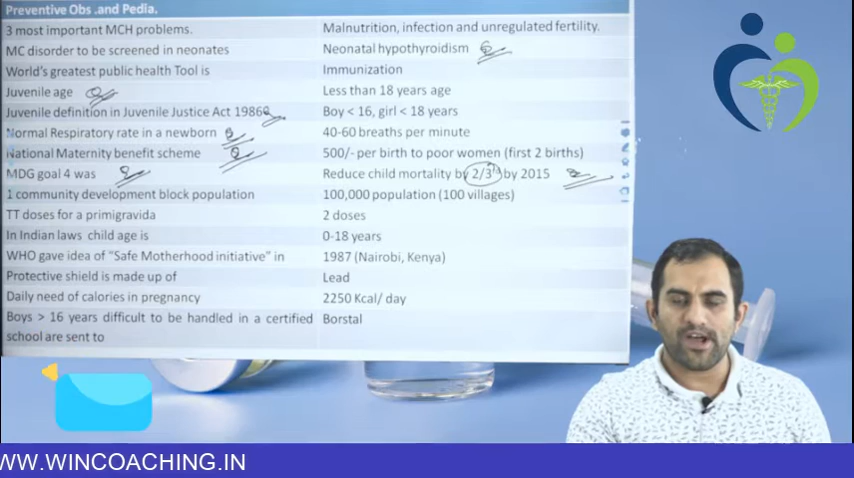 Preventive Obs .and Pedia.
3 most important MCH problems. Malnutrition, infection and unregulated fertility.
MC disorder to be screened in neonates Neonatal hypothyroidism
World's greatest public health Tool is Immunization
Juvenile age Less than 18 years age
Juvenile definition in Juvenile Justice Act 1986 Boy < 16, girl < 18 years
Normal Respiratory rate in a newborn 40-60 breaths per minute
National Maternity benefit scheme 500/- per birth to poor women (first 2 births)
MDG goal 4 was Reduce child mortality by 2/3rd by 2015
1 community development block population 100,000 population (100 villages)
TT doses for a primigravida 2 doses
In Indian laws child age is 0-18 years
WHO gave idea of "Safe Motherhood initiative" in 1987 (Nairobi, Kenya)
Protective shield is made up of Lead
Daily need of calories in pregnancy 2250 Kcal/ day
Boys > 16 years difficult to be handled in a certified Borstal
school are sent to
WW.WINCOACHING.IN